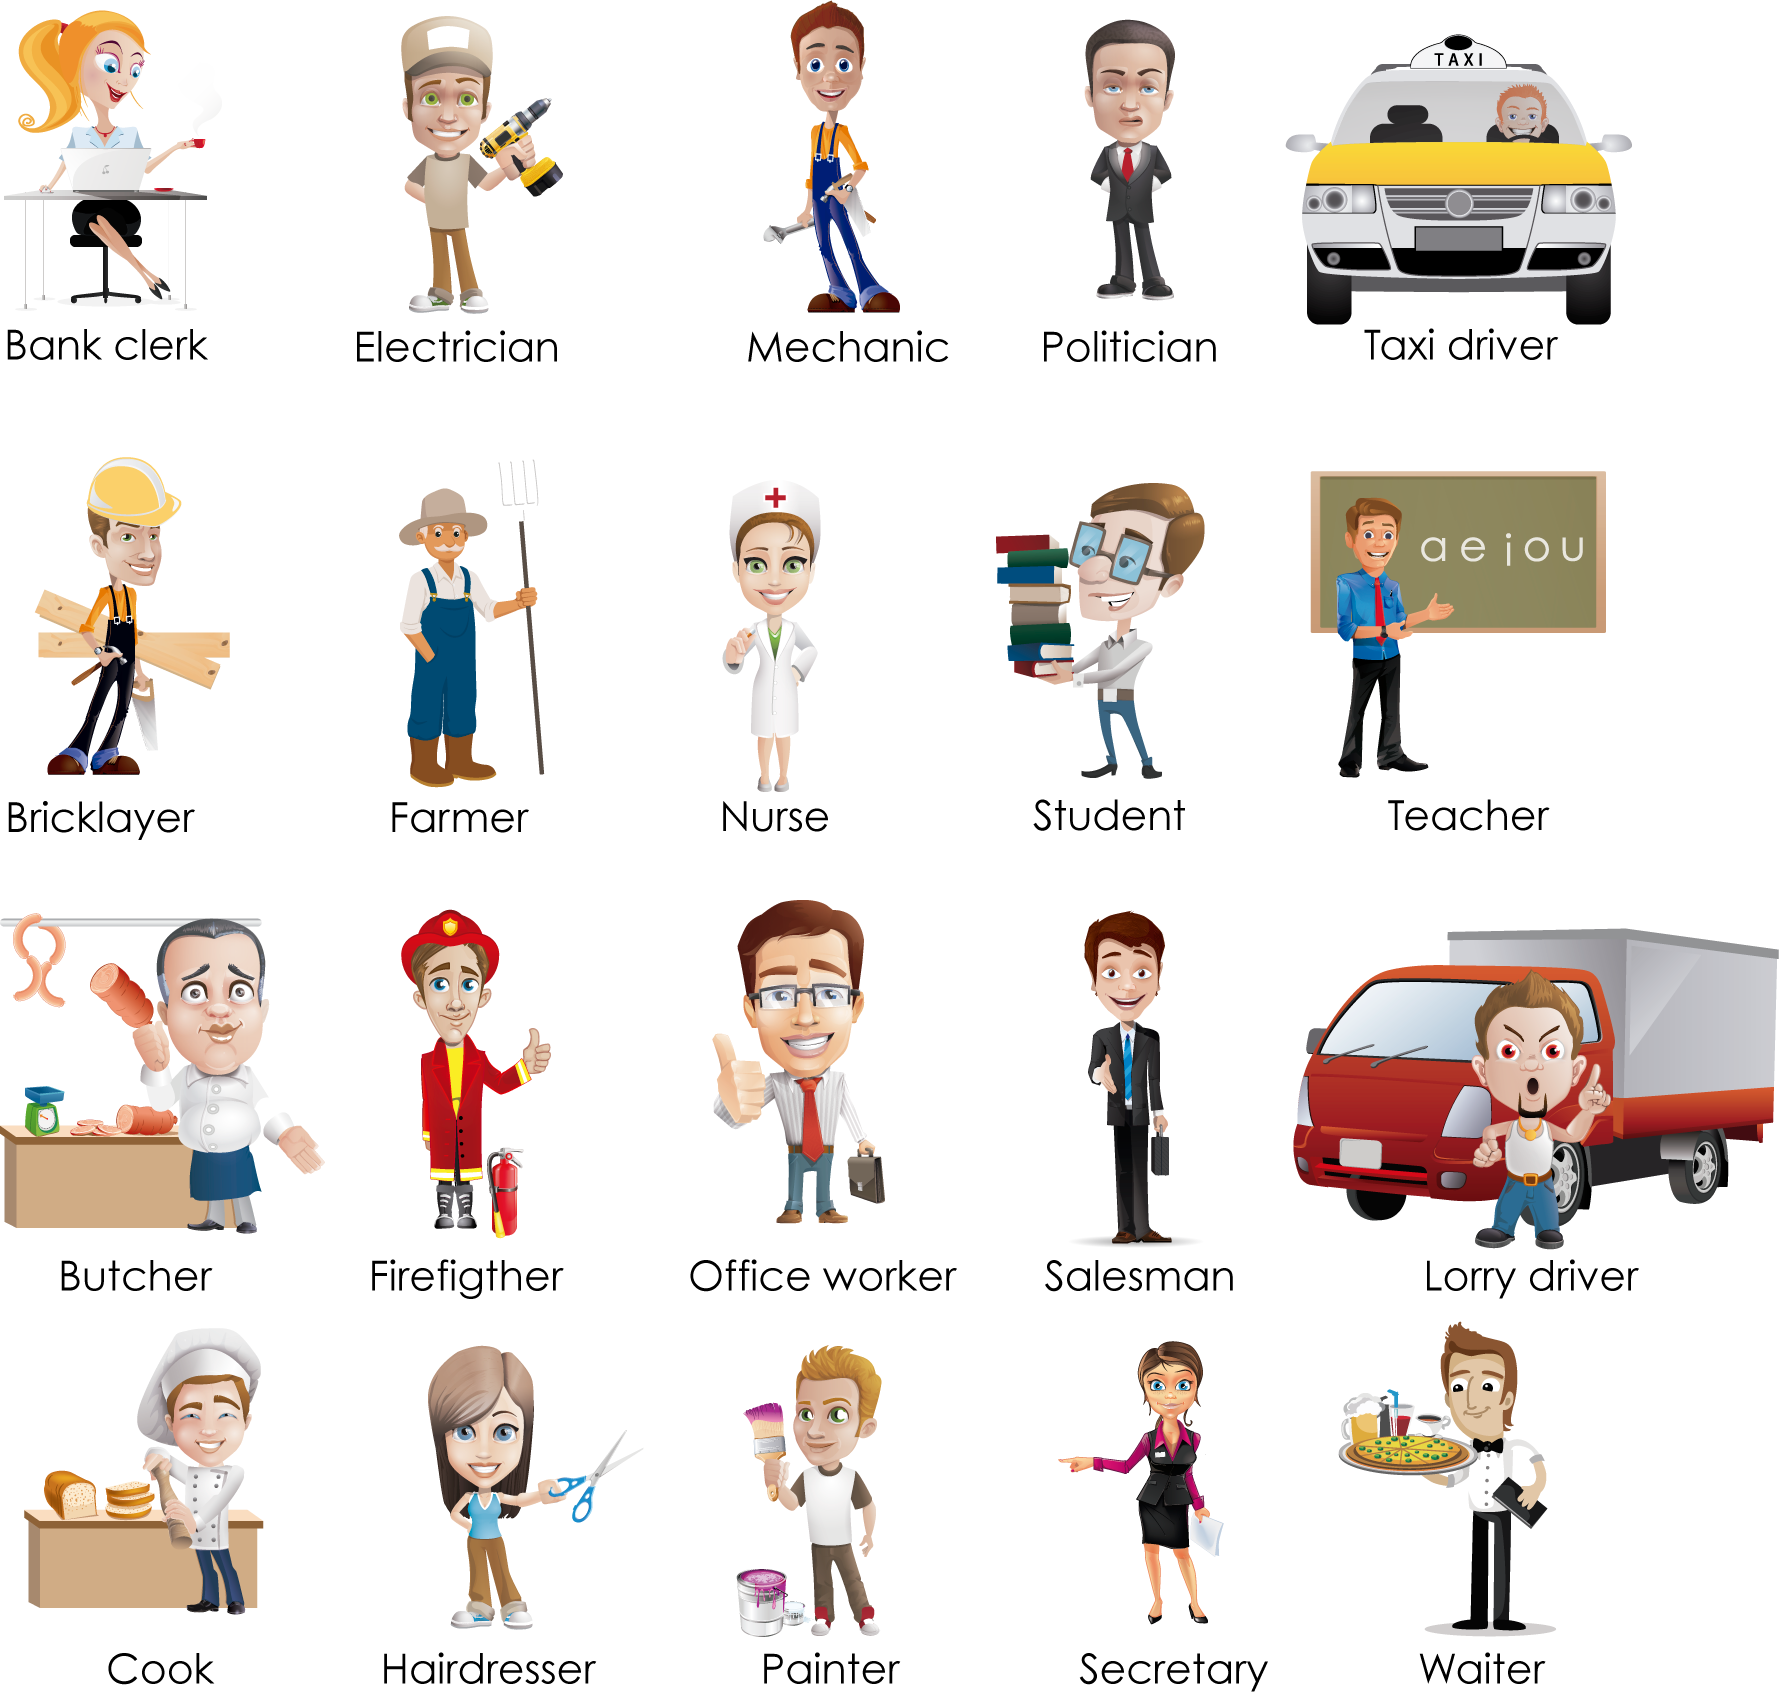 TAXI
Bank clerk
Electrician
Mechanic
Politician
Taxi driver
a e j o u
Bricklayer
Farmer
Nurse
Student
Teacher
Butcher
Firefigther
Office worker
Salesman
Lorry driver
Cook
Hairdresser
Painter
Secretary
Waiter